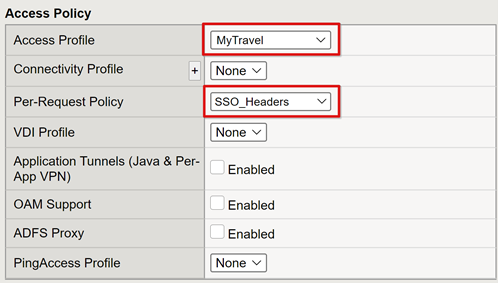 Access Policy
Access Profile MyTravel
Connectivity Profile + None
Per-Request Policy SSO_Headers
VDI Profile None
Application Tunnels (Java & Per-
App VPN) Enabled
OAM Support Enabled
ADFS Proxy Enabled
PingAccess Profile None